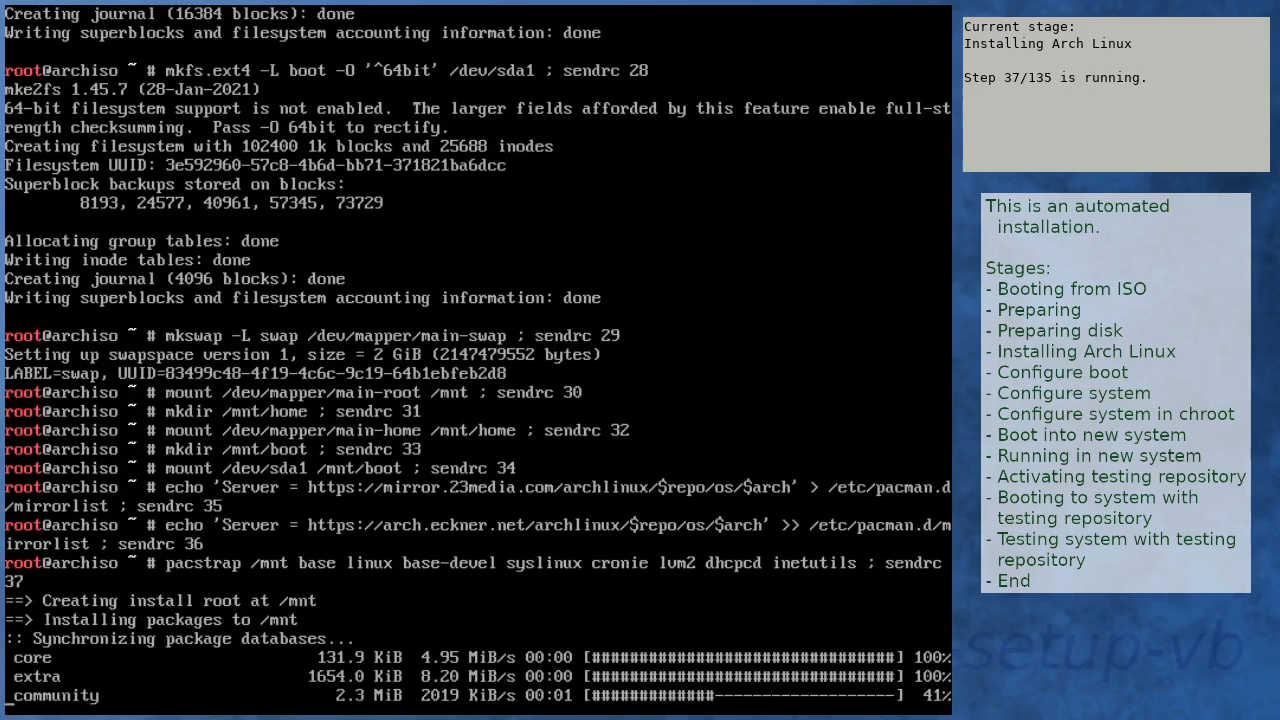 Creating journal (16384 blocks): done
Writing superblocks and filesystem accounting information: done
root@archiso ~ # mkfs.ext4 -L boot -O '^64bit' /dev/sda1 ; sendrc 28
mke2fs 1.45.7 (28-Jan-2021)
64-bit filesystem support is not enabled.  The larger fields afforded by this feature enable full-st
rength checksumming.  Pass -O 64bit to rectify.
Creating filesystem with 102400 1k blocks and 25688 inodes
Filesystem UUID: 3e592960-57c8-4b6d-bb71-371821ba6dcc
Superblock backups stored on blocks:
8193, 24577, 40961, 57345, 73729
Allocating group tables: done
Writing inode tables: done
Creating journal (4096 blocks): done
Writing superblocks and filesystem accounting information: done
root@archiso ~ # mkswap -L swap /dev/mapper/main-swap ; sendrc 29
Setting up swapspace version 1, size = 2 GiB (2147479552 bytes)
LABEL=swap, UUID=83499c48-4f19-4c6c-9c19-64b1ebfeb2d8
root@archiso ~ # mount /dev/mapper/main-root /mnt ; sendrc 30
root@archiso ~ # mkdir /mnt/home ; sendrc 31
root@archiso ~ # mount /dev/mapper/main-home /mnt/home ; sendrc 32
root@archiso ~ # mkdir /mnt/boot ; sendrc 33
root@archiso ~ # mount /dev/sda1 /mnt/boot ; sendrc 34
root@archiso ~ # echo 'Server = https://mirror.23media.com/archlinux/$repo/os/$arch' > /etc/pacman.d
/mirrorlist ; sendrc 35
root@archiso ~ # echo 'Server = https://arch.eckner.net/archlinux/$repo/os/$arch' >> /etc/pacman.d/m
irrorlist ; sendrc 36
root@archiso ~ # pacstrap /mnt base linux base-devel syslinux cronie lvm2 dhcpcd inetutils ; sendrc
37
==> Creating install root at /mnt
==> Installing packages to /mnt
:: Synchronizing package databases...
core 131.9 KiB 4.95 MiB/s 00:00 [################################] 100%
extra 1654.0 KiB 8.20 MiB/s 00:00 [################################] 100%
community 2.3 MiB 2019 KiB/s 00:01 [#############-------------------] 41%
Current stage:
Installing Arch Linux
Step 37/135 is running.
This is an automated
installation.
Stages:
- Booting from ISO
- Preparing
- Preparing disk
- Installing Arch Linux
- Configure boot
- Configure system
- Configure system in chroot
- Boot into new system
- Running in new system
- Activating testing repository
- Booting to system with
testing repository
- Testing system with testing
repository
- End
setup-vb